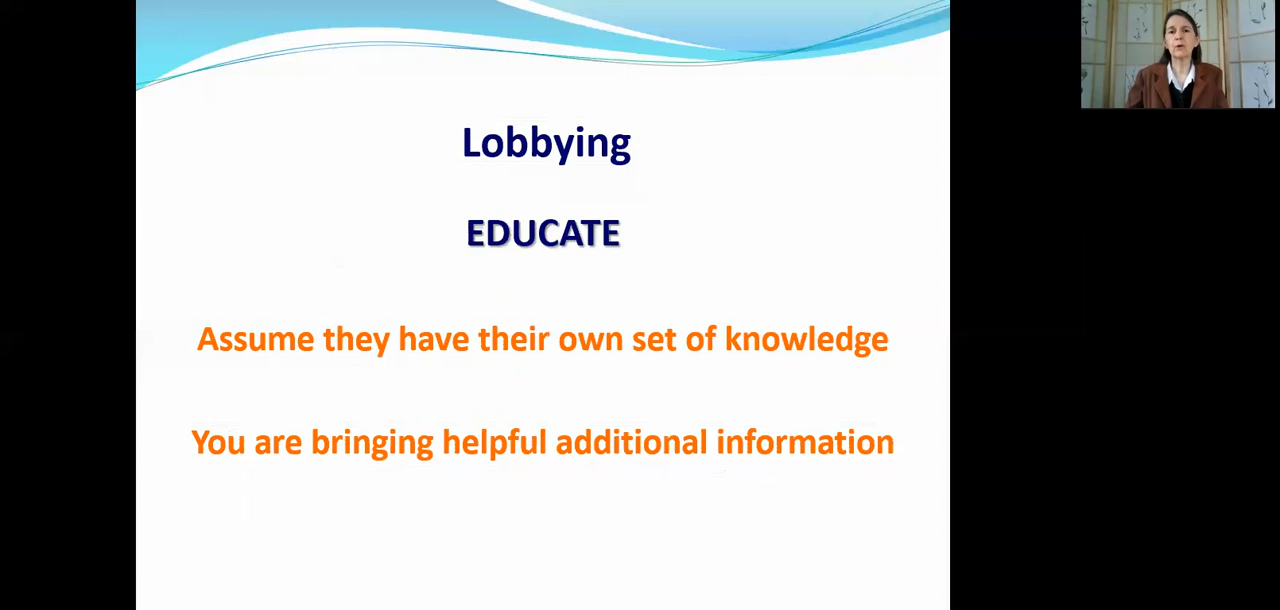 Lobbying
EDUCATE
Assume they have their own set of knowledge
You are bringing helpful additional information